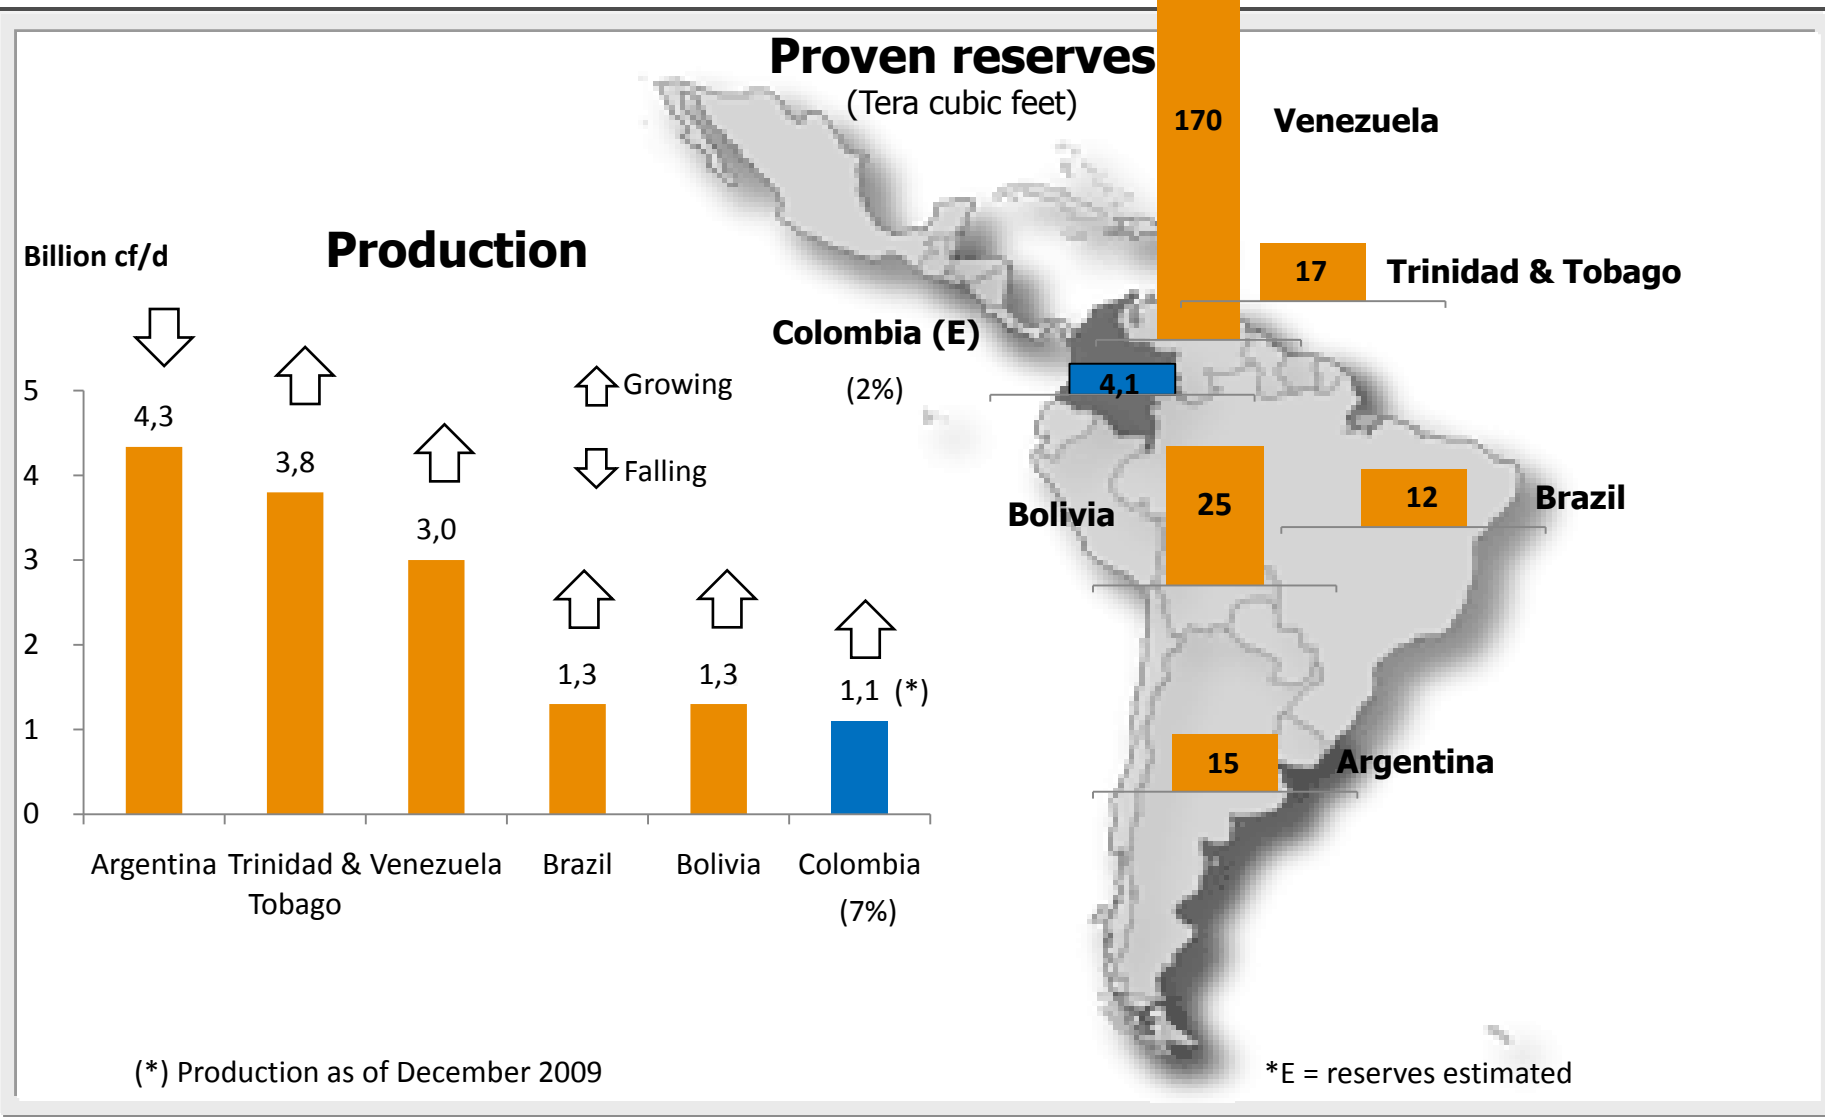 Proven reserves
(Tera cubic feet)
170
Venezuela
17
Trinidad & Tobago
Colombia (E)
(2%)
4,1
Bolivia
25
12
Brazil
15
Argentina
*E = reserves estimated
Production
Billion cf/d
Growing
Falling
5
4
3
2
1
0
4,3
3,8
3,0
1,3
1,3
1,1 (*)
Argentina
Trinidad &
Tobago
Venezuela
Brazil
Bolivia
Colombia
(7%)
(*) Production as of December 2009